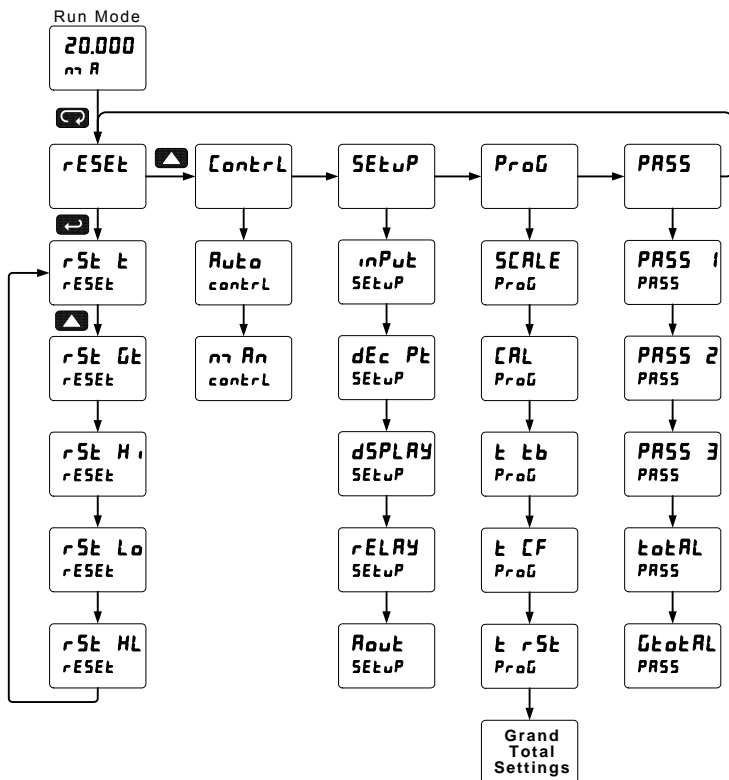 Run Mode
20.000
mA
rESEt
ContrL
SEtuP
ProG
PASS
rSt t
rESEt
Auto
contrL
inPut
SEtuP
SCALE
ProG
PASS 1
PASS
rSt Gt
rESEt
mAn
contrL
dEc Pt
SEtuP
CAL
ProG
PASS 2
PASS
rSt Hi
rESEt
dSPLAY
SEtuP
t tb
ProG
PASS 3
PASS
rSt Lo
rESEt
rELAY
SEtuP
t CF
ProG
totAL
PASS
rSt HL
rESEt
Aout
SEtuP
t rSt
ProG
GtotAL
PASS
Grand
Total
Settings